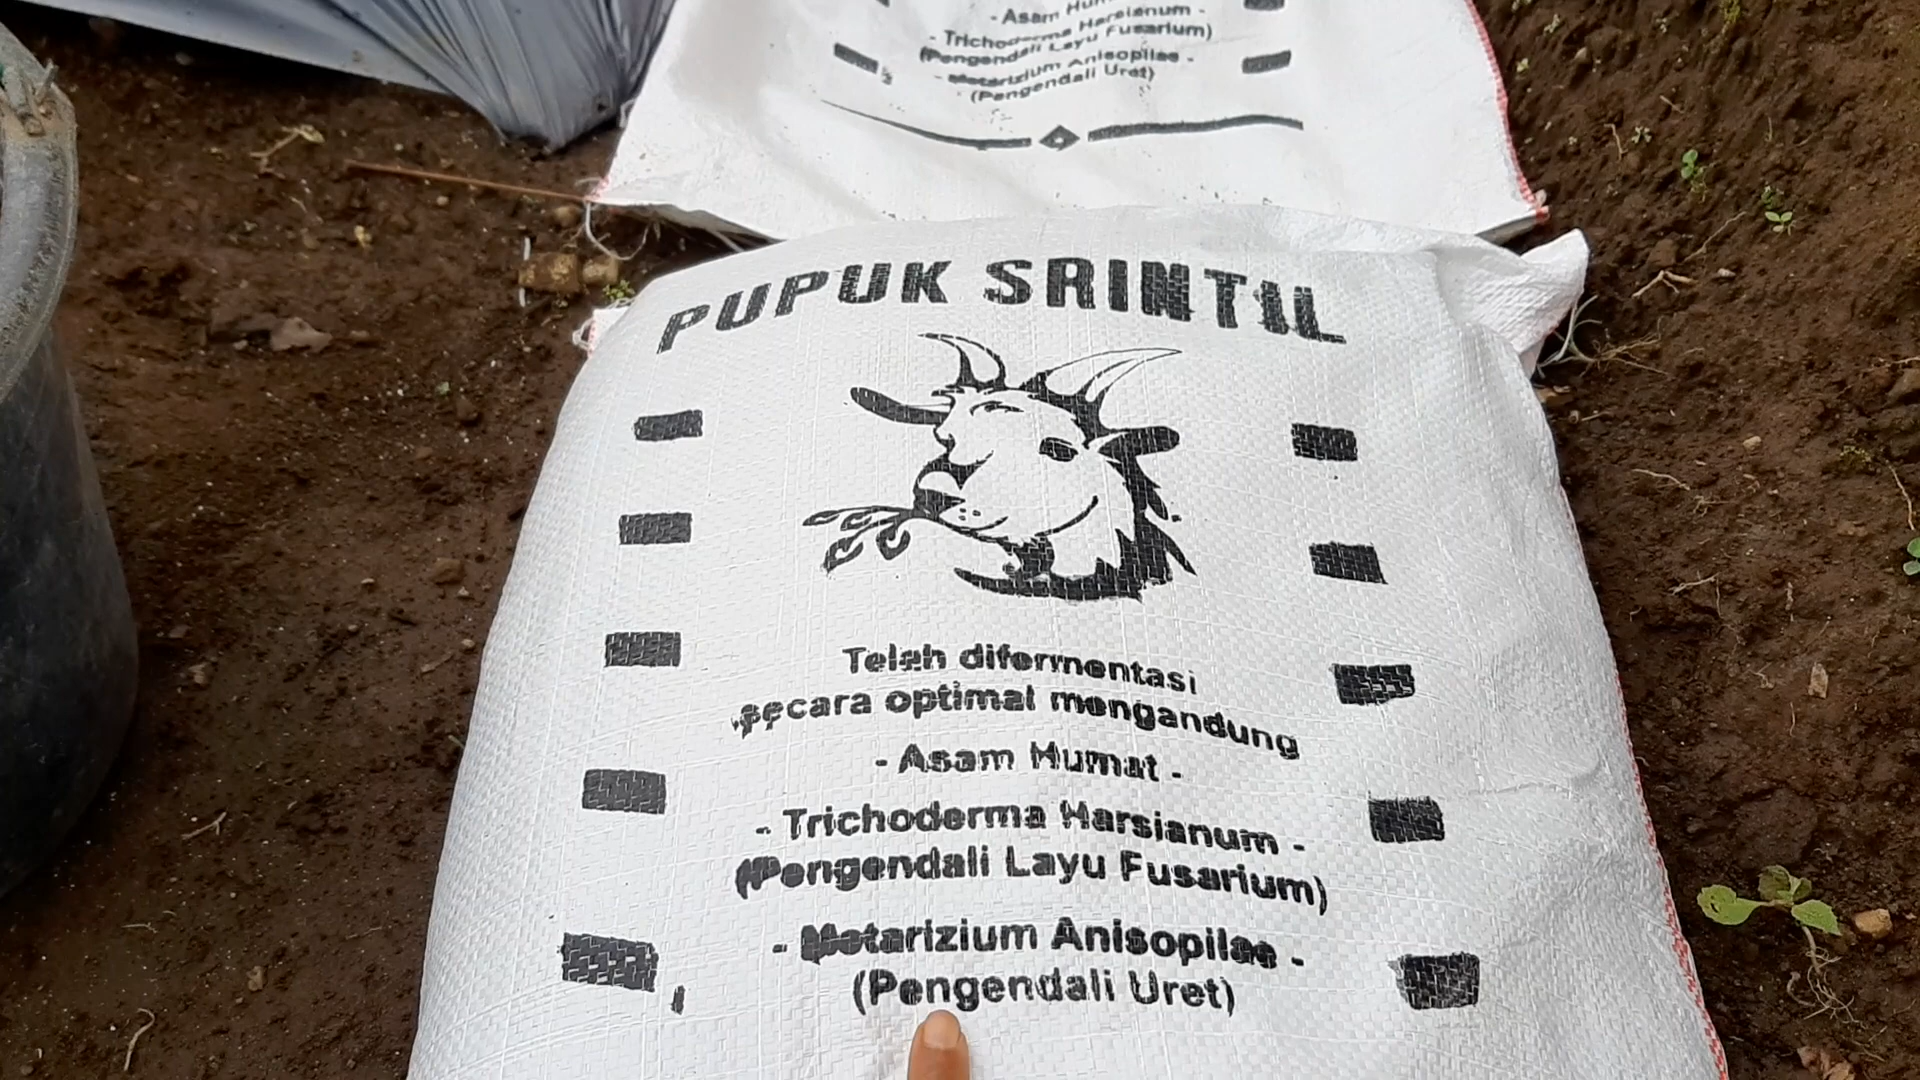 - Asam Hum
- Trichoderma Harsianum -
(Pengendali Layu Fusarium)
- Metarizium Anisopilae -
(Pengendali Uret)
PUPUK SRINTIL
Telah difermentasi
secara optimal mengandung
- Asam Humat -
- Trichoderma Harsianum -
(Pengendali Layu Fusarium)
- Metarizium Anisopilae -
(Pengendali Uret)